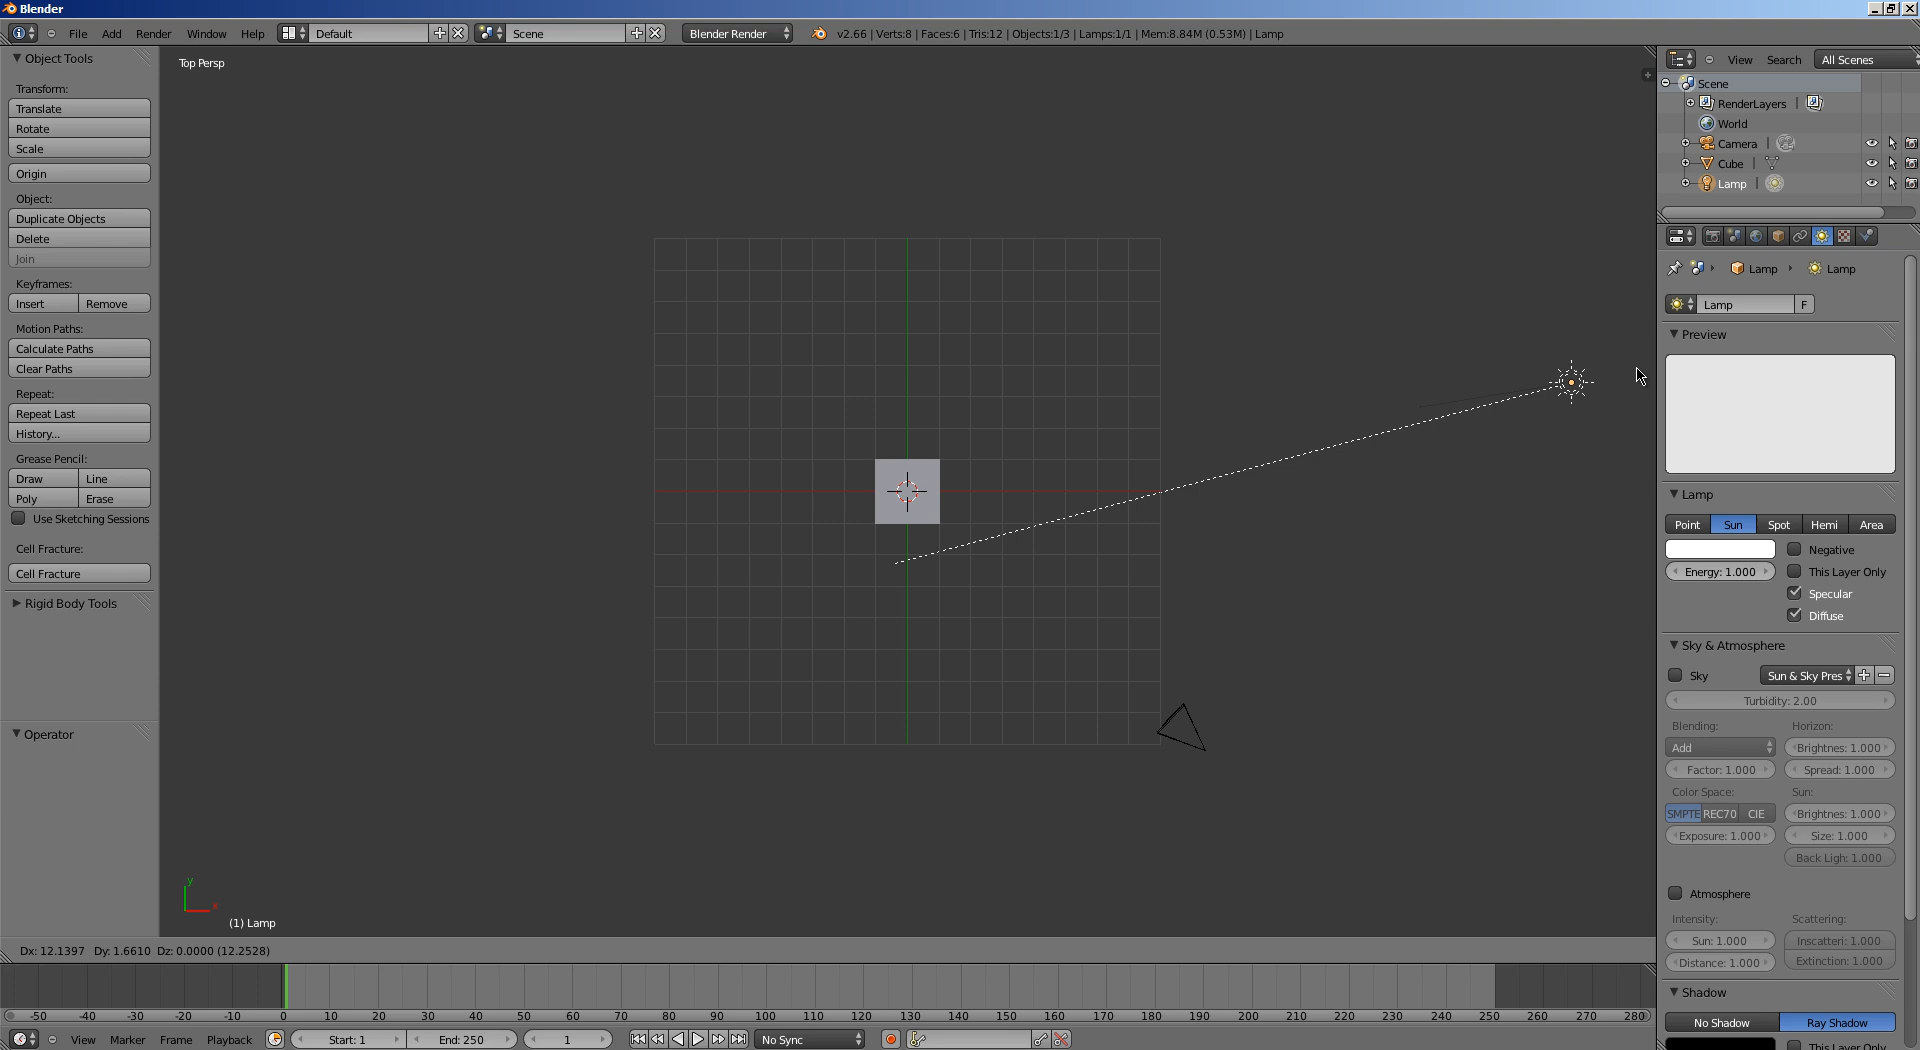 Blender
File Add Render Window Help Default Scene Blender Render v2.66 | Verts:8 | Faces:6 | Tris:12 | Objects:1/3 | Lamps:1/1 | Mem:8.84M (0.53M) | Lamp
Object Tools
Transform:
Translate
Rotate
Scale
Origin
Object:
Duplicate Objects
Delete
Join
Keyframes:
Insert Remove
Motion Paths:
Calculate Paths
Clear Paths
Repeat:
Repeat Last
History...
Grease Pencil:
Draw Line
Poly Erase
Use Sketching Sessions
Cell Fracture:
Cell Fracture
Rigid Body Tools
Operator
Top Persp
y
x
(1) Lamp
Dx: 12.1397 Dy: 1.6610 Dz: 0.0000 (12.2528)
View Search All Scenes
Scene
RenderLayers |
World
Camera |
Cube |
Lamp |
Lamp Lamp
Lamp F
Preview
Lamp
Point Sun Spot Hemi Area
Negative
Energy: 1.000 This Layer Only
Specular
Diffuse
Sky & Atmosphere
Sky Sun & Sky Pres
Turbidity: 2.00
Blending: Horizon:
Add Brightnes: 1.000
Factor: 1.000 Spread: 1.000
Color Space: Sun:
SMPTE REC70 CIE Brightnes: 1.000
Exposure: 1.000 Size: 1.000
Back Ligh: 1.000
Atmosphere
Intensity: Scattering:
Sun: 1.000 Inscatteri: 1.000
Distance: 1.000 Extinction: 1.000
Shadow
No Shadow Ray Shadow
This Layer Only
-50 -40 -30 -20 -10 0 10 20 30 40 50 60 70 80 90 100 110 120 130 140 150 160 170 180 190 200 210 220 230 240 250 260 270 280
View Marker Frame Playback Start: 1 End: 250 1 No Sync